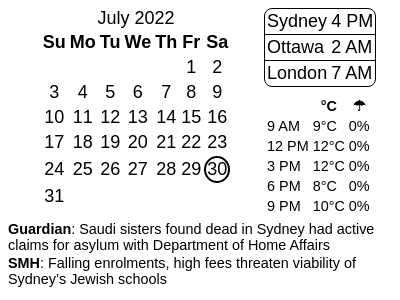 July 2022
Su Mo Tu We Th Fr Sa
1 2
3 4 5 6 7 8 9
10 11 12 13 14 15 16
17 18 19 20 21 22 23
24 25 26 27 28 29 30
31
Sydney 4 PM
Ottawa 2 AM
London 7 AM
°C ☂
9 AM 9°C 0%
12 PM 12°C 0%
3 PM 12°C 0%
6 PM 8°C 0%
9 PM 10°C 0%
Guardian: Saudi sisters found dead in Sydney had active
claims for asylum with Department of Home Affairs
SMH: Falling enrolments, high fees threaten viability of
Sydney's Jewish schools